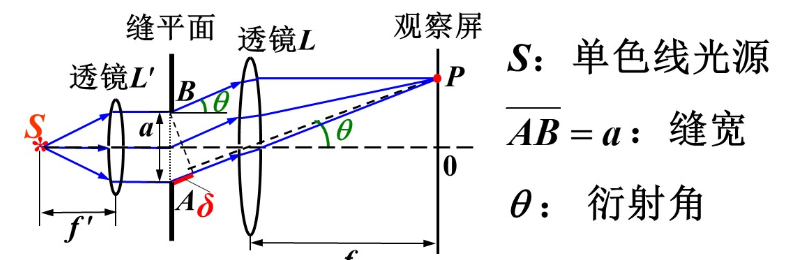 缝平面
透镜L
观察屏
透镜L′
S
B
θ
a
θ
P
0
A
δ
f′
f
S： 单色线光源
AB = a： 缝宽
θ： 衍射角